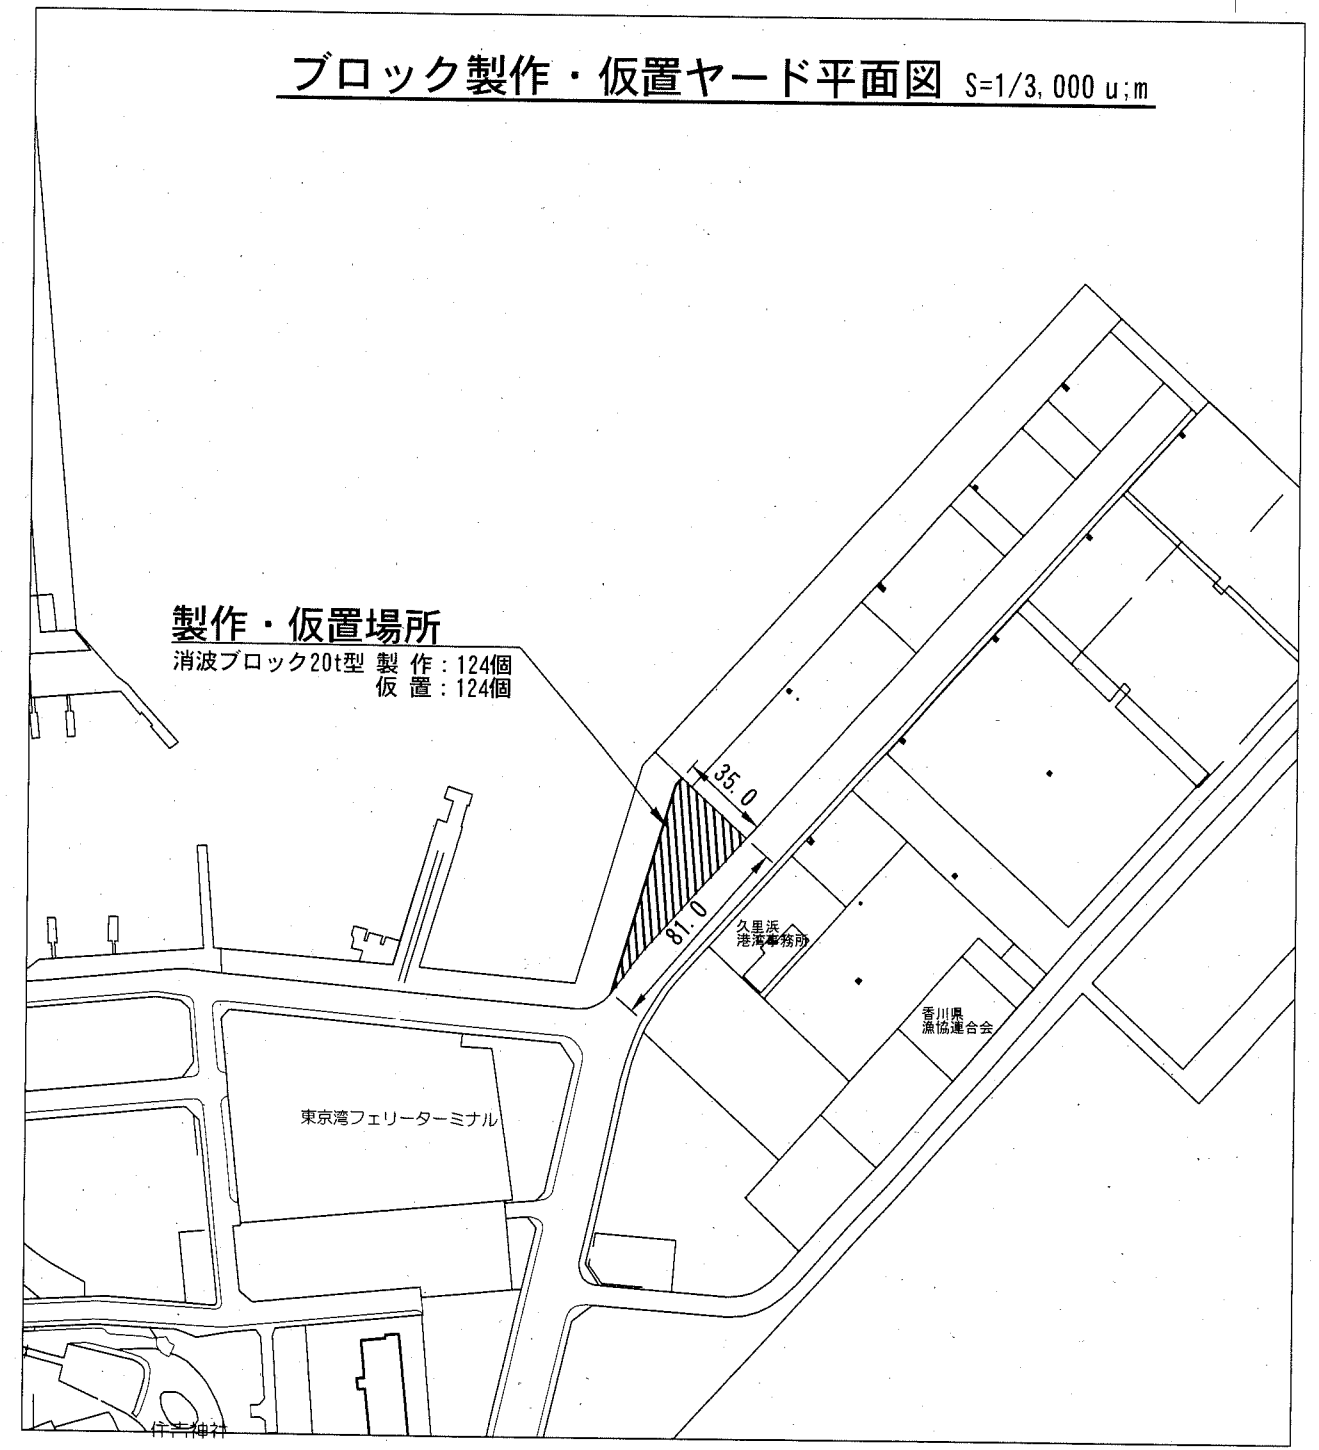 ブロック製作・仮置ヤード平面図 S=1/3,000 u;m
製作・仮置場所
消波ブロック20t型 製 作：124個
仮 置：124個
35.0
81.0
久里浜
港湾事務所
香川県
漁協連合会
東京湾フェリーターミナル
住吉神社